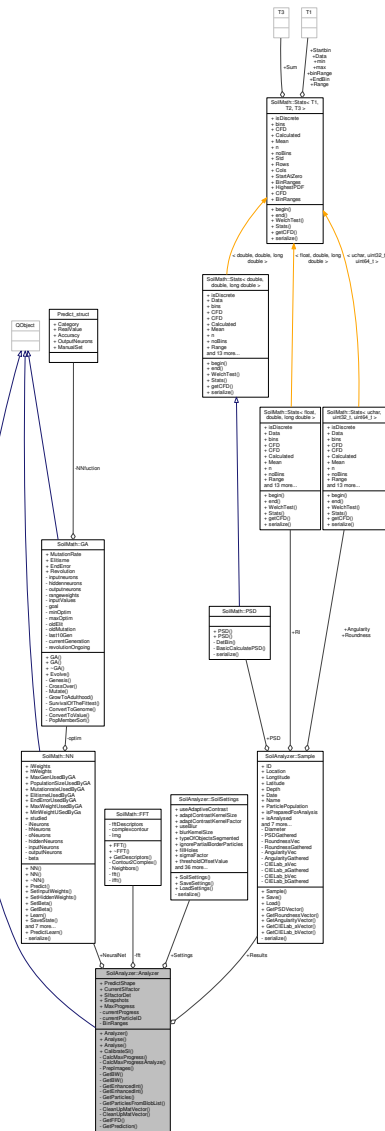 T3
T1
+Sum
+Startbin
+Data
+min
+max
+binRange
+EndBin
+Range
SoilMath::Stats< T1,
T2, T3 >
+ isDiscrete
+ bins
+ CFD
+ Calculated
+ Mean
+ n
+ noBins
+ Std
+ Rows
+ Cols
+ StartAtZero
+ BinRanges
+ HighestPDF
+ CFD
+ BinRanges
+ begin()
+ end()
+ WelchTest()
+ Stats()
+ getCFD()
+ serialize()
< double, double, long
double >
< float, double, long
double >
< uchar, uint32_t,
uint64_t >
SoilMath::Stats< double,
double, long double >
+ isDiscrete
+ Data
+ bins
+ CFD
+ CFD
+ Calculated
+ Mean
+ n
+ noBins
+ Range
and 13 more...
+ begin()
+ end()
+ WelchTest()
+ Stats()
+ getCFD()
+ serialize()
QObject
Predict_struct
+ Category
+ RealValue
+ Accuracy
+ OutputNeurons
+ ManualSet
-NNfuction
SoilMath::Stats< float,
double, long double >
+ isDiscrete
+ Data
+ bins
+ CFD
+ CFD
+ Calculated
+ Mean
+ n
+ noBins
+ Range
and 13 more...
+ begin()
+ end()
+ WelchTest()
+ Stats()
+ getCFD()
+ serialize()
SoilMath::Stats< uchar,
uint32_t, uint64_t >
+ isDiscrete
+ Data
+ bins
+ CFD
+ CFD
+ Calculated
+ Mean
+ n
+ noBins
+ Range
and 13 more...
+ begin()
+ end()
+ WelchTest()
+ Stats()
+ getCFD()
+ serialize()
SoilMath::GA
+ MutationRate
+ Elitisme
+ EndError
+ Revolution
- inputneurons
- hiddenneurons
- outputneurons
- rangeweights
- inputValues
- goal
- minOptim
- maxOptim
- oldElit
- oldMutation
- last10Gen
- currentGeneration
- revolutionOngoing
+ GA()
+ GA()
+ ~GA()
+ Evolve()
- Genesis()
- CrossOver()
- Mutate()
- GrowToAdulthood()
- SurvivalOfTheFittest()
- ConvertToGenome()
- ConvertToValue()
- PopMemberSort()
-optim
SoilMath::PSD
+ PSD()
+ PSD()
- DetBin()
- BasicCalculatePSD()
- serialize()
+PSD
+RI
+Angularity
+Roundness
SoilMath::NN
+ iWeights
+ hWeights
+ MaxGenUsedByGA
+ PopulationSizeUsedByGA
+ MutationrateUsedByGA
+ ElitismeUsedByGA
+ EndErrorUsedByGA
+ MaxWeightUsedByGA
+ MinWeightUSedByGa
+ studied
- iNeurons
- hNeurons
- oNeurons
- hiddenNeurons
- inputNeurons
- outputNeurons
- beta
+ NN()
+ NN()
+ ~NN()
+ Predict()
+ SetInputWeights()
+ SetHiddenWeights()
+ SetBeta()
+ GetBeta()
+ Learn()
+ SaveState()
and 7 more...
- PredictLearn()
- serialize()
SoilMath::FFT
- fftDescriptors
- complexcontour
- Img
+ FFT()
+ ~FFT()
+ GetDescriptors()
- Contour2Complex()
- Neighbors()
- fft()
- ifft()
SoilAnalyzer::SoilSettings
+ useAdaptiveContrast
+ adaptContrastKernelSize
+ adaptContrastKernelFactor
+ useBlur
+ blurKernelSize
+ typeOfObjectsSegmented
+ ignorePartialBorderParticles
+ fillHoles
+ sigmaFactor
+ thresholdOffsetValue
and 36 more...
+ SoilSettings()
+ SaveSettings()
+ LoadSettings()
- serialize()
SoilAnalyzer::Sample
+ ID
+ Location
+ Longitude
+ Latitude
+ Depth
+ Date
+ Name
+ ParticlePopulation
+ isPreparedForAnalysis
+ isAnalyzed
and 7 more...
- Diameter
- PSDGathered
- RoundnessVec
- RoundnessGathered
- AngularityVec
- AngularityGathered
- CIELab_aVec
- CIELab_aGathered
- CIELab_bVec
- CIELab_bGathered
+ Sample()
+ Save()
+ Load()
+ GetPSDVector()
+ GetRoundnessVector()
+ GetAngularityVector()
+ GetCIELab_aVector()
+ GetCIELab_bVector()
- serialize()
+NeuralNet
-fft
+Settings
+Results
SoilAnalyzer::Analyzer
+ PredictShape
+ CurrentSIfactor
+ SIfactorDet
+ Snapshots
+ MaxProgress
- currentProgress
- currentParticleID
- BinRanges
+ Analyzer()
+ Analyse()
+ Analyse()
+ CalibrateSI()
- CalcMaxProgress()
- CalcMaxProgressAnalyze()
- PrepImages()
- GetBW()
- GetBW()
- GetEnhancedInt()
- GetEnhancedInt()
- GetParticles()
- GetParticlesFromBlobList()
- CleanUpMatVector()
- CleanUpMatVector()
- GetFFD()
- GetPrediction()